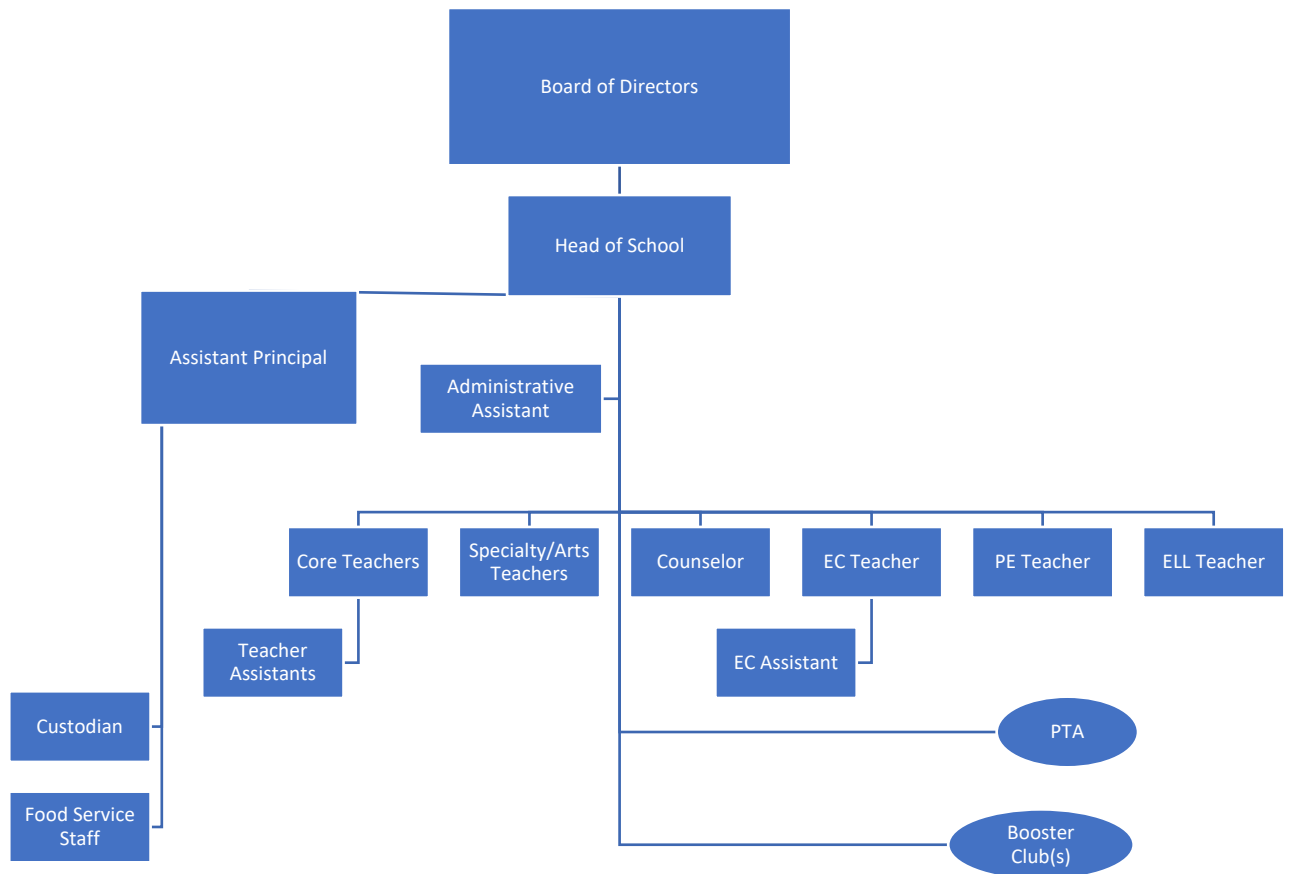 Board of Directors
Head of School
Assistant Principal
Administrative
Assistant
Core Teachers
Specialty/Arts
Teachers
Counselor
EC Teacher
PE Teacher
ELL Teacher
Teacher
Assistants
EC Assistant
Custodian
PTA
Food Service
Staff
Booster
Club(s)